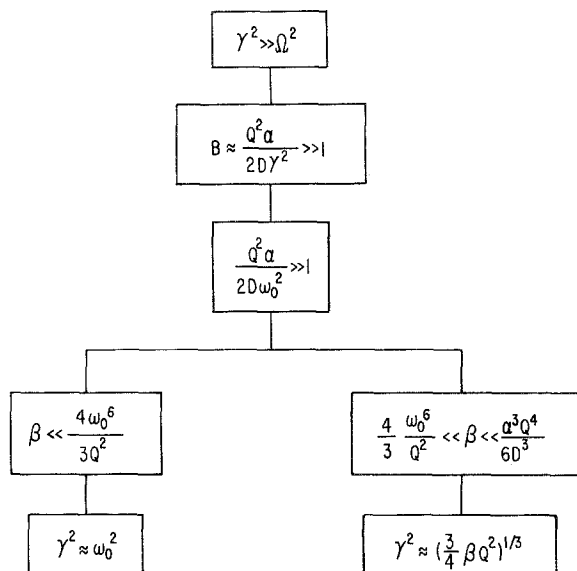 γ² >> Ω²
B ≈ Q²α / 2Dγ² >> 1
Q²α / 2Dω₀² >> 1
β << 4ω₀⁶ / 3Q²
4/3 ω₀⁶/Q² << β << α³Q⁴/6D³
γ² ≈ ω₀²
γ² ≈ (3/4 βQ²)^1/3